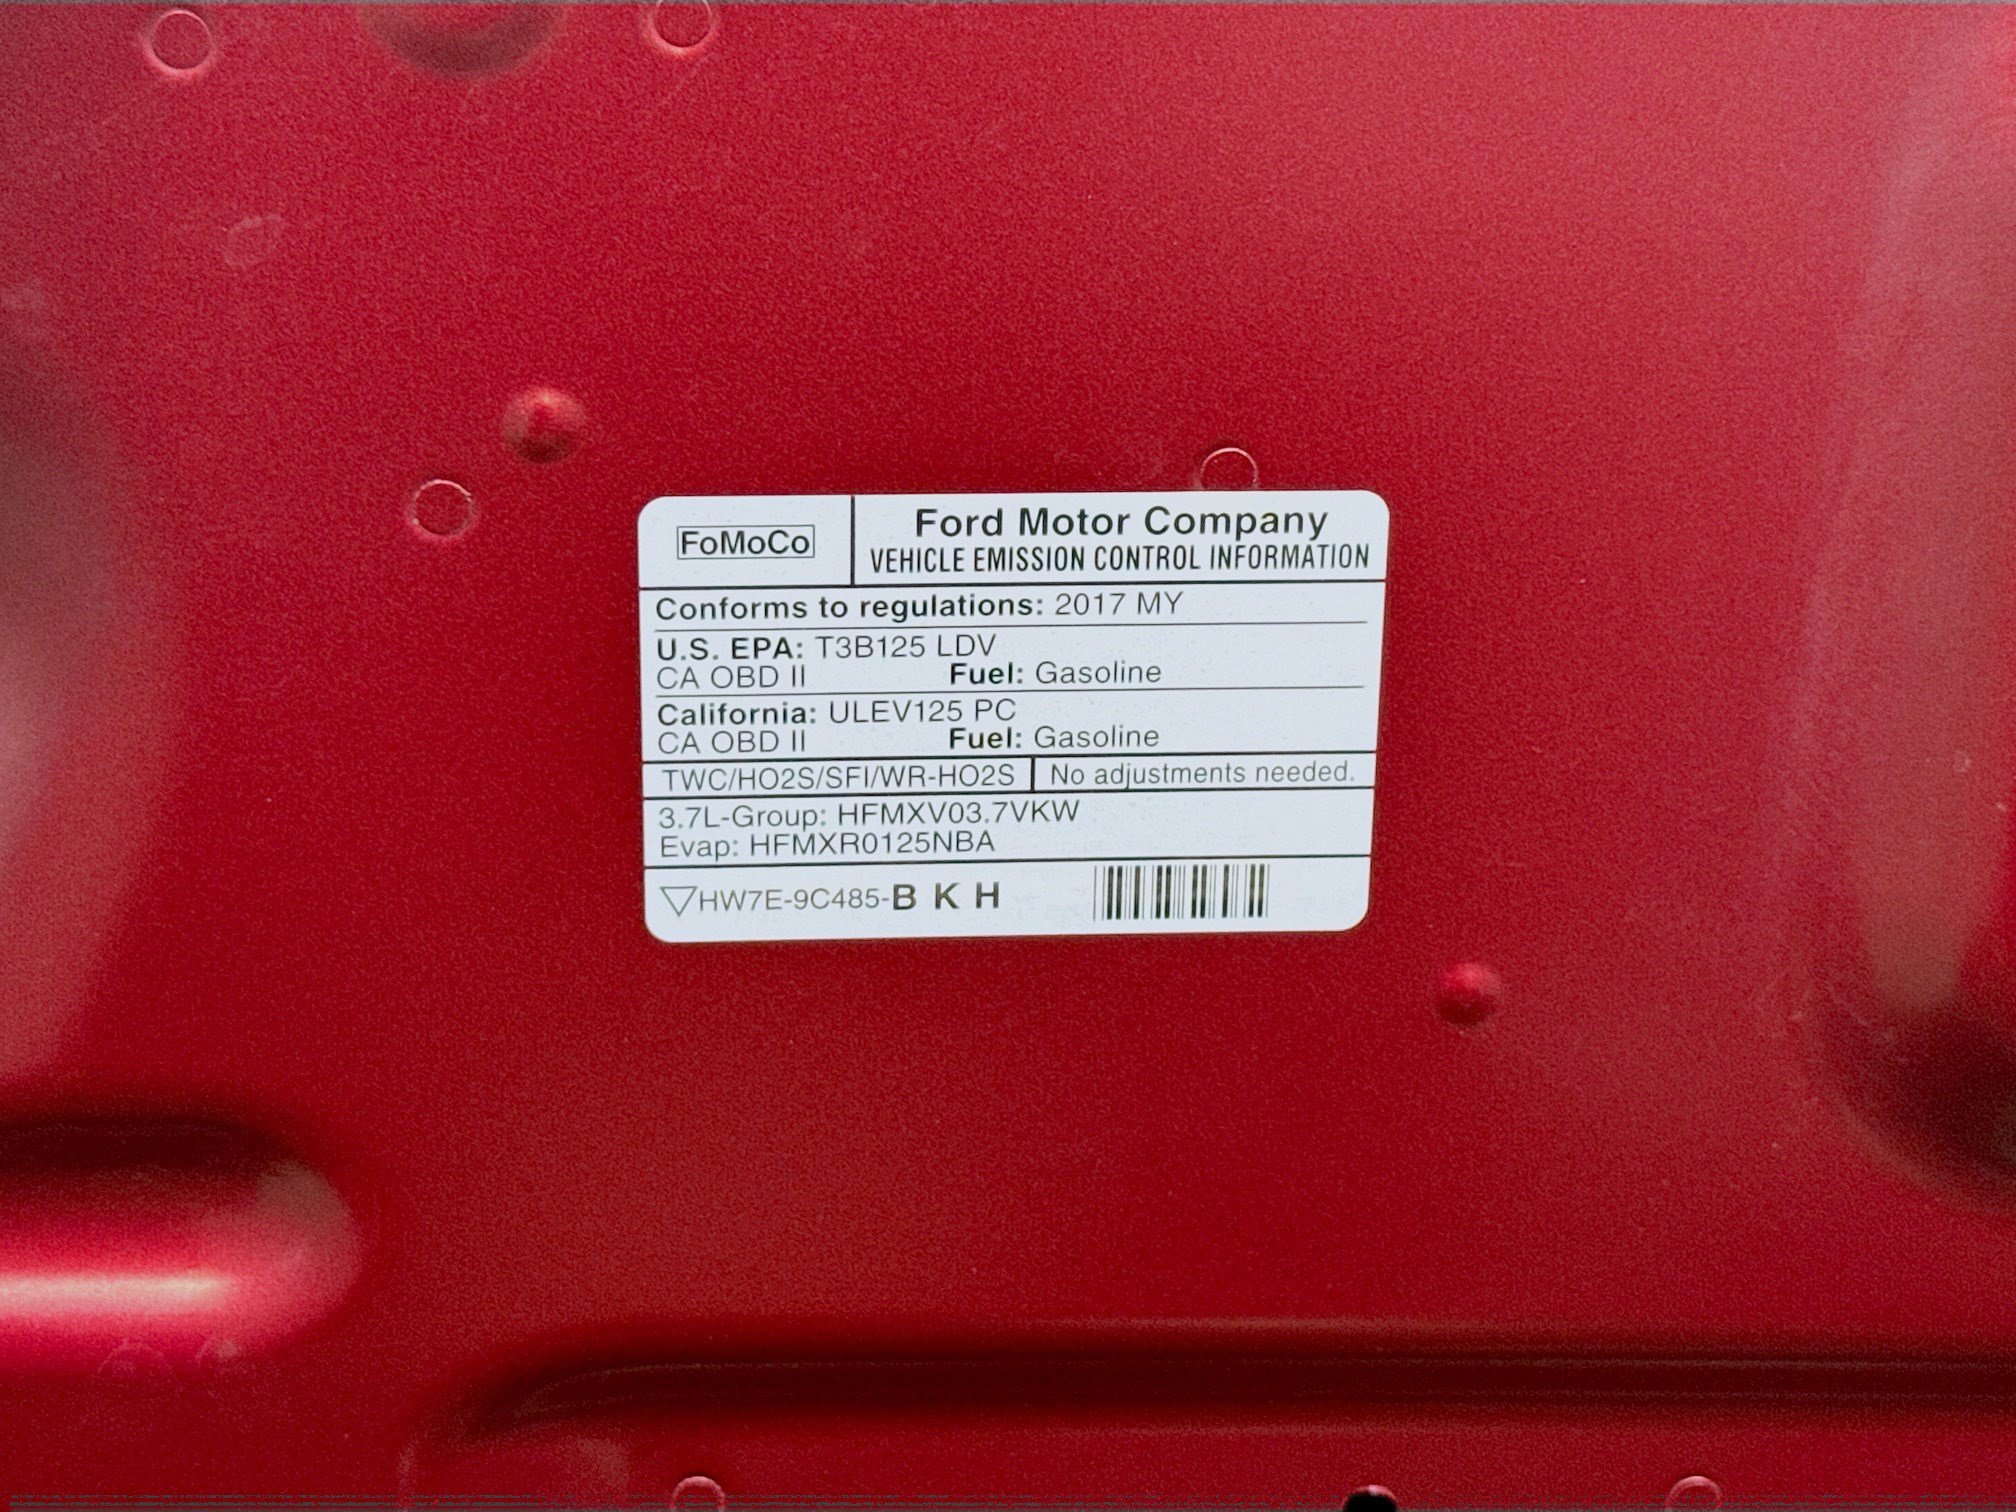 FoMoCo
Ford Motor Company
VEHICLE EMISSION CONTROL INFORMATION
Conforms to regulations: 2017 MY
U.S. EPA: T3B125 LDV
CA OBD II Fuel: Gasoline
California: ULEV125 PC
CA OBD II Fuel: Gasoline
TWC/HO2S/SFI/WR-HO2S No adjustments needed.
3.7L-Group: HFMXV03.7VKW
Evap: HFMXR0125NBA
HW7E-9C485-B K H